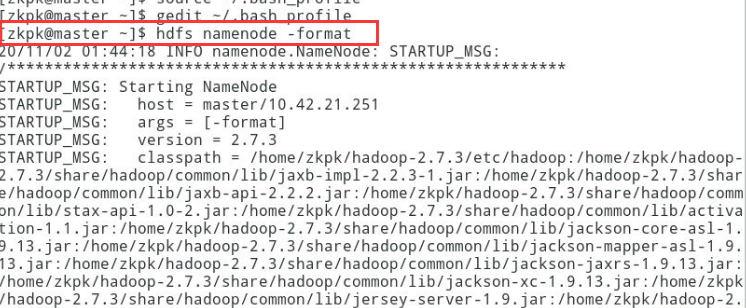 [zkpk@master ~]$ source ~/.bash_profile
[zkpk@master ~]$ gedit ~/.bash_profile
[zkpk@master ~]$ hdfs namenode -format
20/11/02 01:44:18 INFO namenode.NameNode: STARTUP_MSG:
/************************************************************
STARTUP_MSG: Starting NameNode
STARTUP_MSG:   host = master/10.42.21.251
STARTUP_MSG:   args = [-format]
STARTUP_MSG:   version = 2.7.3
STARTUP_MSG:   classpath = /home/zkpk/hadoop-2.7.3/etc/hadoop:/home/zkpk/hadoop-
2.7.3/share/hadoop/common/lib/jaxb-impl-2.2.3-1.jar:/home/zkpk/hadoop-2.7.3/shar
e/hadoop/common/lib/jaxb-api-2.2.2.jar:/home/zkpk/hadoop-2.7.3/share/hadoop/comm
on/lib/stax-api-1.0-2.jar:/home/zkpk/hadoop-2.7.3/share/hadoop/common/lib/activa
tion-1.1.jar:/home/zkpk/hadoop-2.7.3/share/hadoop/common/lib/jackson-core-asl-1.
9.13.jar:/home/zkpk/hadoop-2.7.3/share/hadoop/common/lib/jackson-mapper-asl-1.9.
13.jar:/home/zkpk/hadoop-2.7.3/share/hadoop/common/lib/jackson-jaxrs-1.9.13.jar:
/home/zkpk/hadoop-2.7.3/share/hadoop/common/lib/jackson-xc-1.9.13.jar:/home/zkpk
/hadoop-2.7.3/share/hadoop/common/lib/jersey-server-1.9.jar:/home/zkpk/hadoop-2.